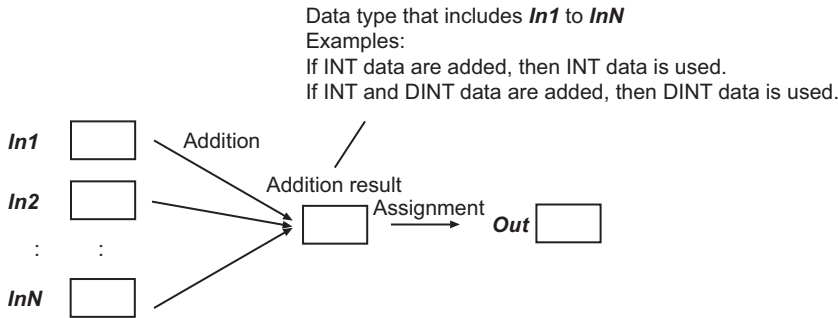 Data type that includes In1 to InN
Examples:
If INT data are added, then INT data is used.
If INT and DINT data are added, then DINT data is used.
In1
Addition
In2
Addition result
Assignment
Out
: :
InN